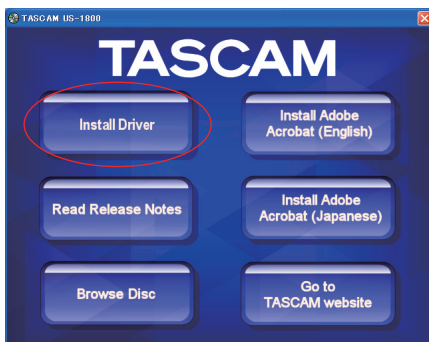 TASCAM US-1800
TASCAM
Install Driver
Install Adobe
Acrobat (English)
Read Release Notes
Install Adobe
Acrobat (Japanese)
Browse Disc
Go to
TASCAM website